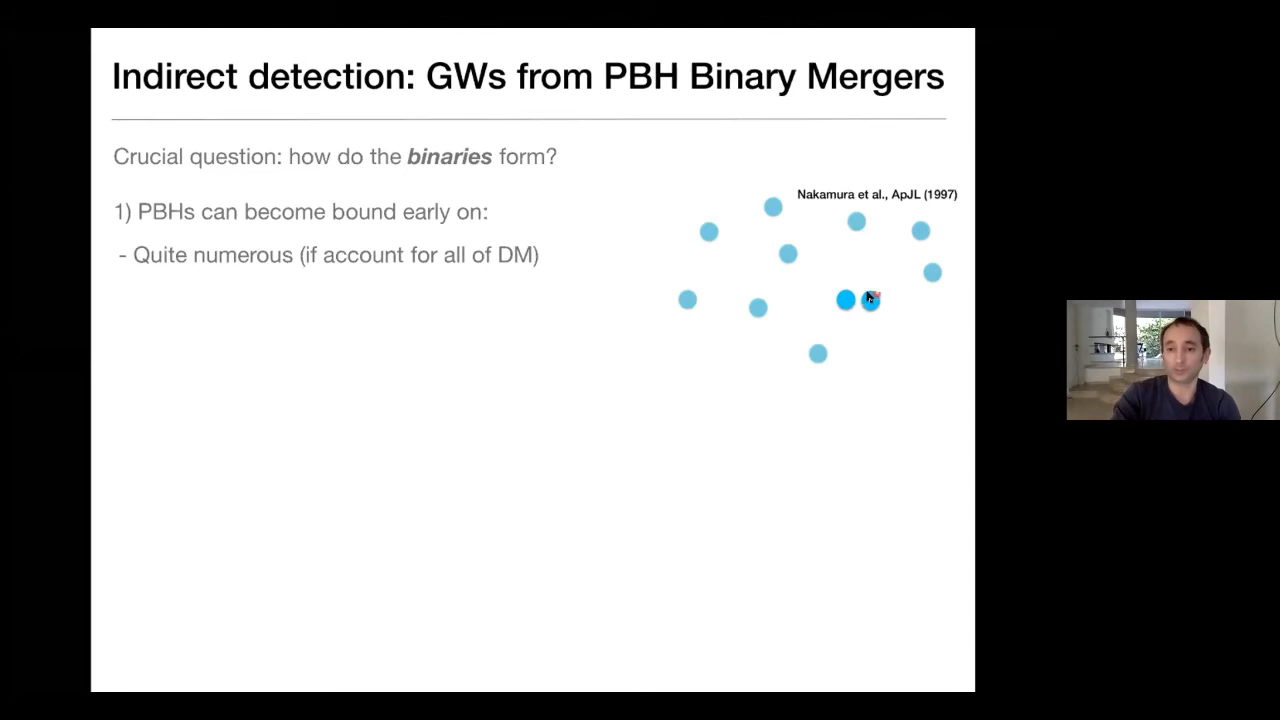 Indirect detection: GWs from PBH Binary Mergers
Crucial question: how do the binaries form?
Nakamura et al., ApJL (1997)
1) PBHs can become bound early on:
- Quite numerous (if account for all of DM)